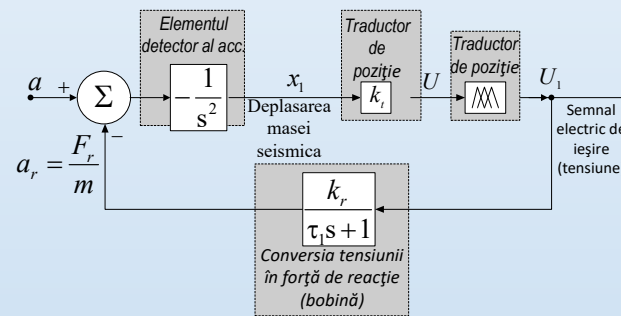 Elementul
detector al acc.
Traductor
de
poziție
Traductor
de poziție
a
+
Σ
−
- 1
s²
x₁
Deplasarea
masei
seismica
kₜ
U
U₁
Semnal
electric de
ieșire
(tensiune
aᵣ = Fᵣ
m
kᵣ
τ₁s + 1
Conversia tensiunii
în forță de reacție
(bobină)